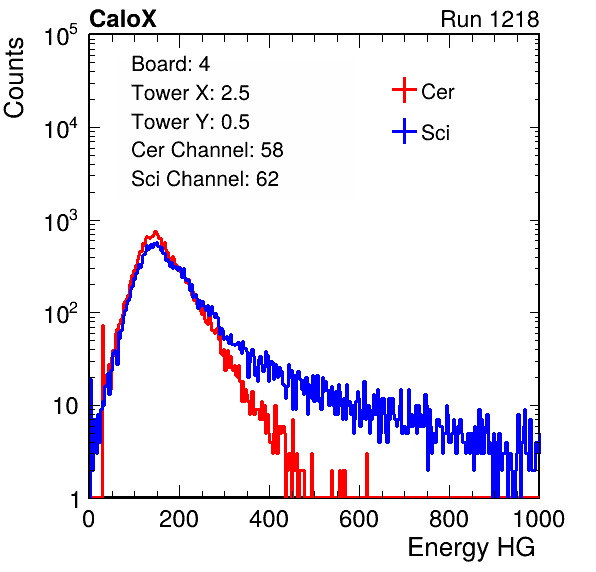 CaloX Run 1218
Counts
10^5
10^4
10^3
10^2
10
1
Board: 4
Tower X: 2.5
Tower Y: 0.5
Cer Channel: 58
Sci Channel: 62
Cer
Sci
0 200 400 600 800 1000
Energy HG